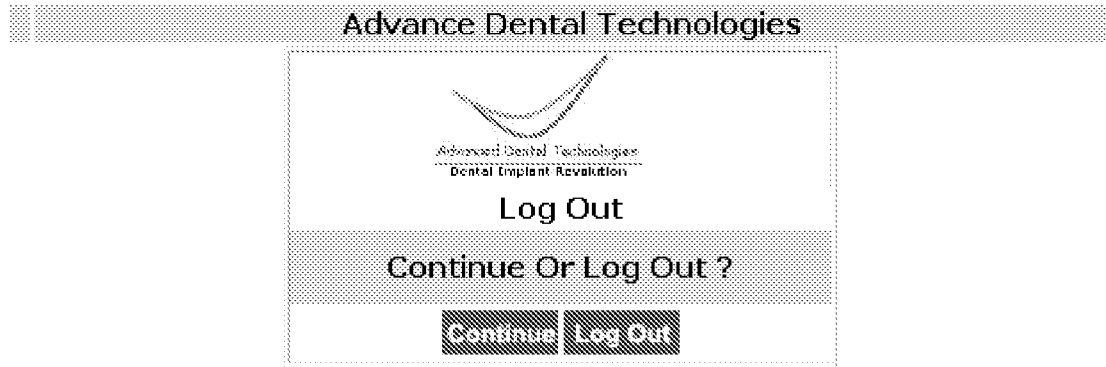 Advance Dental Technologies
Advanced Dental Technologies
Dental Implant Revolution
Log Out
Continue Or Log Out ?
Continue Log Out